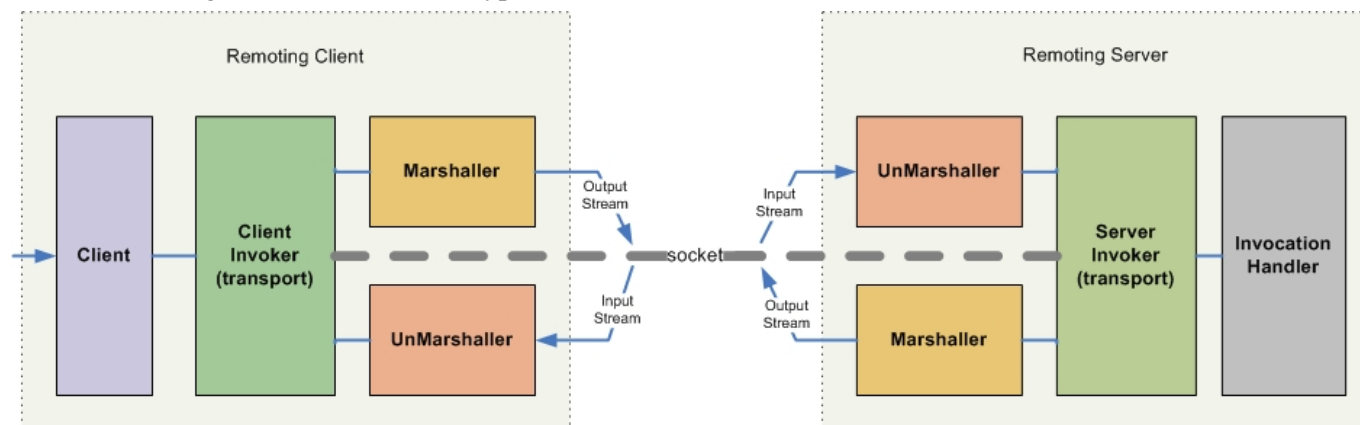 Remoting Client
Remoting Server
Client
Client
Invoker
(transport)
Marshaller
UnMarshaller
Output
Stream
Input
Stream
socket
Input
Stream
Output
Stream
UnMarshaller
Marshaller
Server
Invoker
(transport)
Invocation
Handler